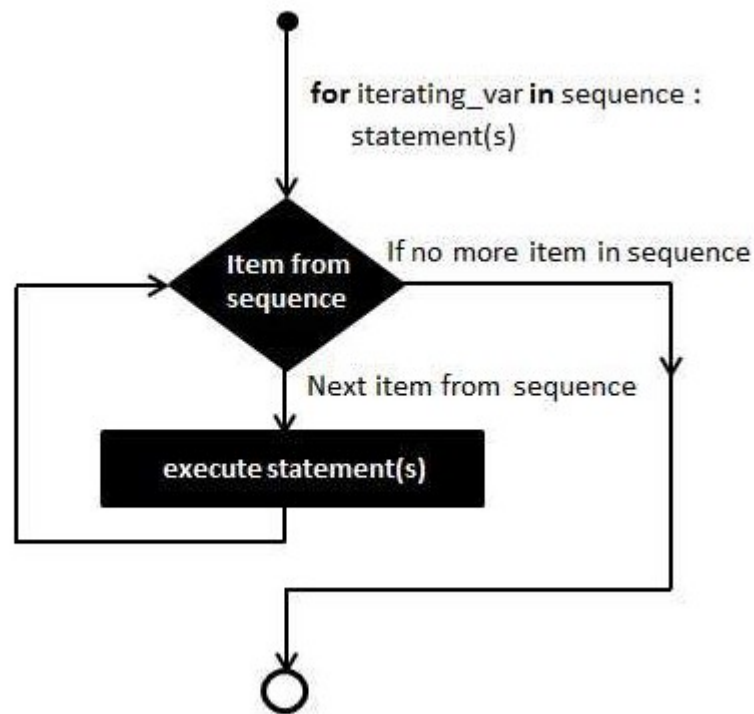 for iterating_var in sequence :
statement(s)
If no more item in sequence
Item from
sequence
Next item from sequence
execute statement(s)